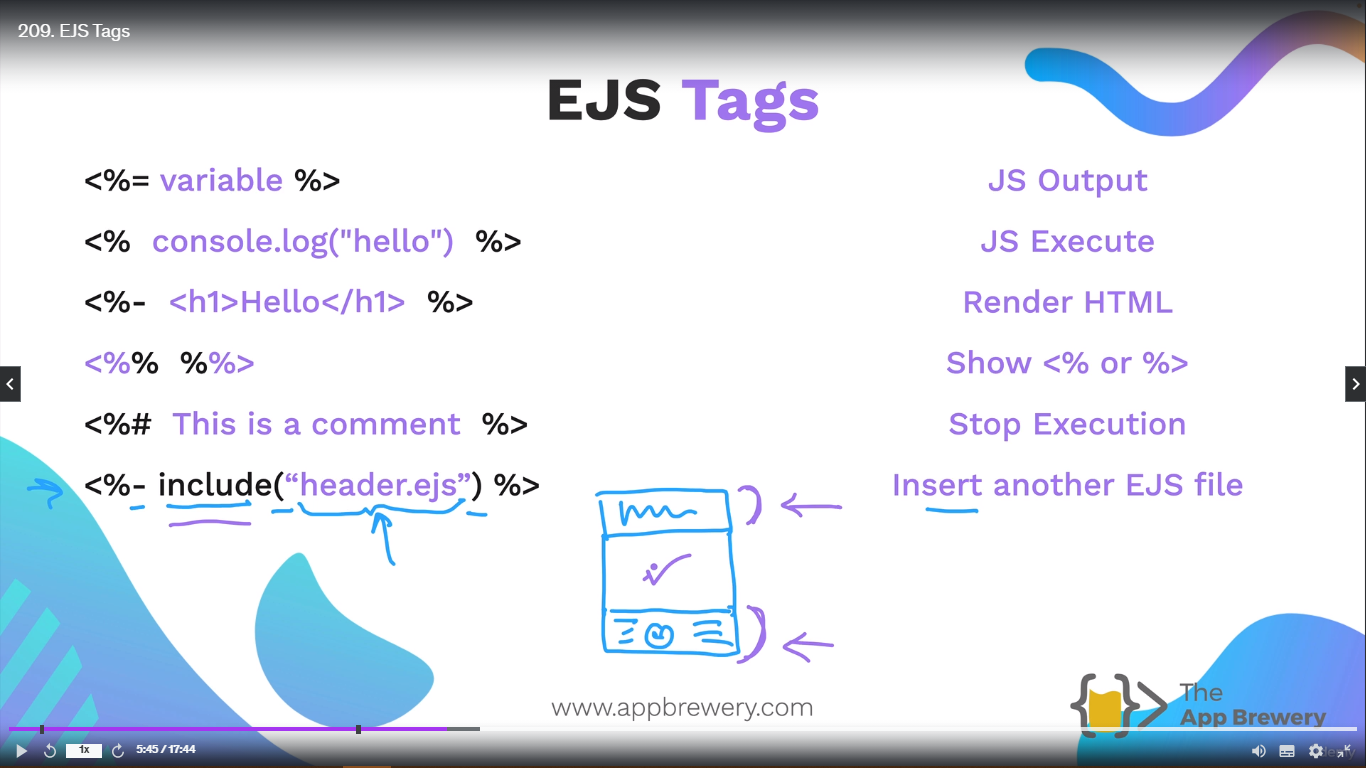 209. EJS Tags
EJS Tags
<%= variable %> JS Output
<% console.log("hello") %> JS Execute
<%- <h1>Hello</h1> %> Render HTML
<%% %%> Show <% or %>
<%# This is a comment %> Stop Execution
<%- include(“header.ejs”) %> Insert another EJS file
www.appbrewery.com
The
App Brewery
1x 5:45 / 17:44